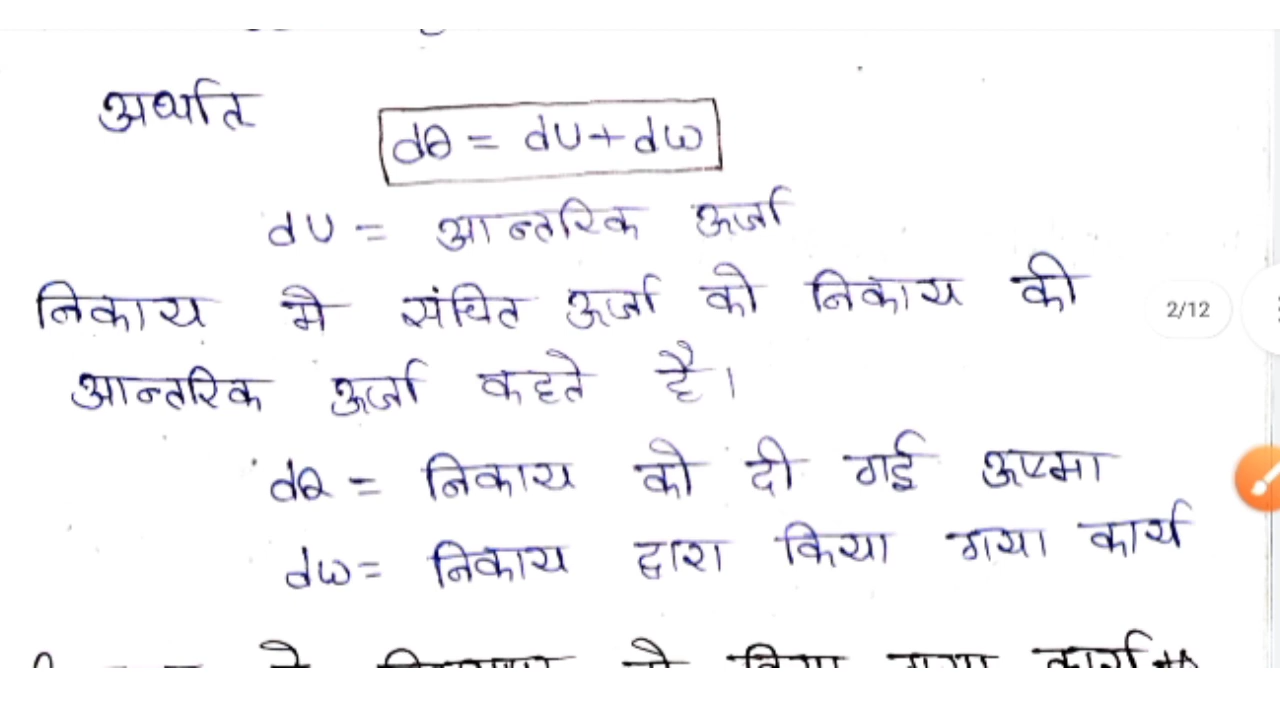 अर्थात
dQ = dU + dw
dU = आन्तरिक ऊर्जा
निकाय मे संचित ऊर्जा को निकाय की
2/12
आन्तरिक ऊर्जा कहते है।
dQ = निकाय को दी गई ऊष्मा
dw = निकाय द्वारा किया गया कार्य